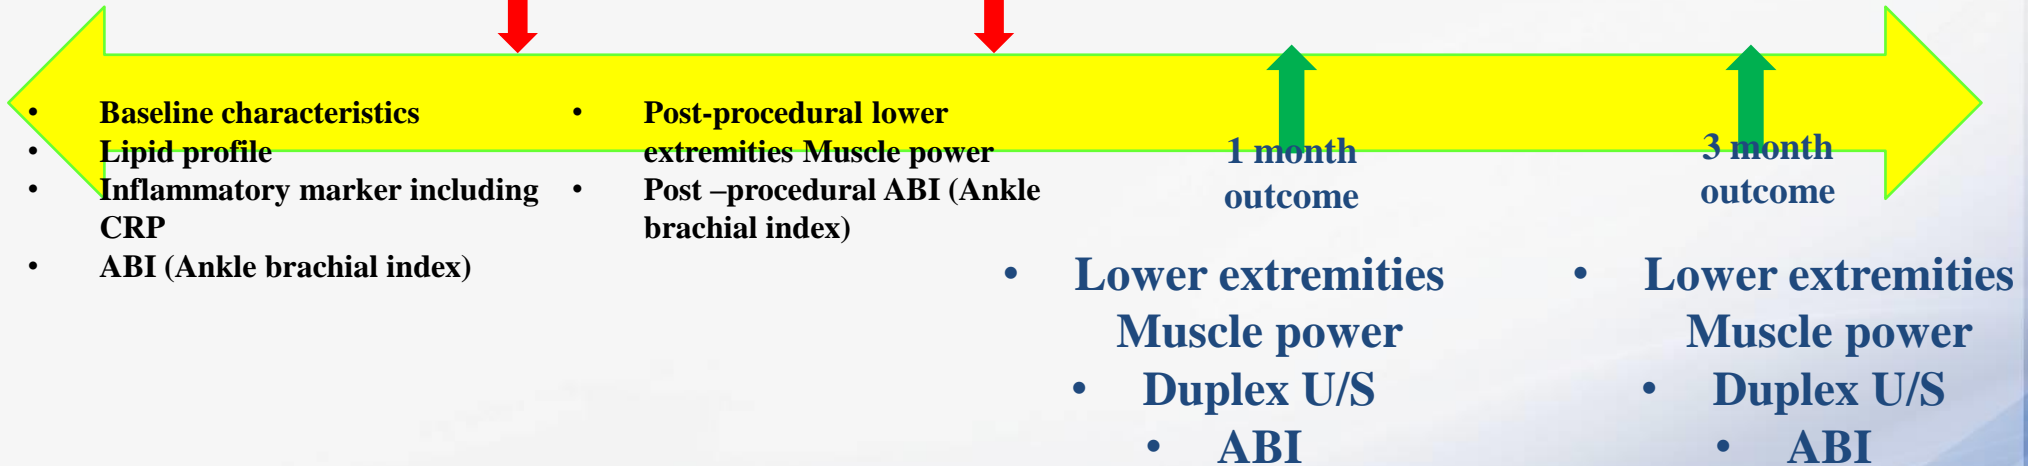 • Baseline characteristics
• Lipid profile
• Inflammatory marker including
CRP
• ABI (Ankle brachial index)
• Post-procedural lower
extremities Muscle power
• Post –procedural ABI (Ankle
brachial index)
1 month
outcome
• Lower extremities
Muscle power
• Duplex U/S
• ABI
3 month
outcome
• Lower extremities
Muscle power
• Duplex U/S
• ABI